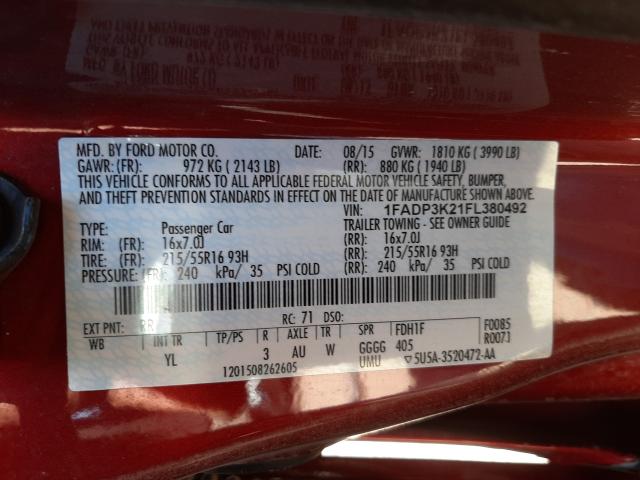 MFD. BY FORD MOTOR CO. DATE: 08/15 GVWR: 1810 KG ( 3990 LB)
GAWR: (FR): 972 KG ( 2143 LB) (RR): 880 KG ( 1940 LB)
THIS VEHICLE CONFORMS TO ALL APPLICABLE FEDERAL MOTOR VEHICLE SAFETY, BUMPER,
AND THEFT PREVENTION STANDARDS IN EFFECT ON THE DATE OF MANUFACTURE SHOWN ABOVE.
VIN: 1FADP3K21FL380492
TYPE: Passenger Car TRAILER TOWING - SEE OWNER GUIDE
RIM: (FR): 16x7.0J (RR): 16x7.0J
TIRE: (FR): 215/55R16 93H (RR): 215/55R16 93H
PRESSURE: (FR): 240 kPa/ 35 PSI COLD (RR): 240 kPa/ 35 PSI COLD
EXT PNT: RR RC: 71 DSO:
WB INT TR TP/PS R AXLE TR SPR FDH1F F0085
YL 3 AU W GGGG 405 R0073
1201508262605 UMU ▽5U5A-3520472-AA